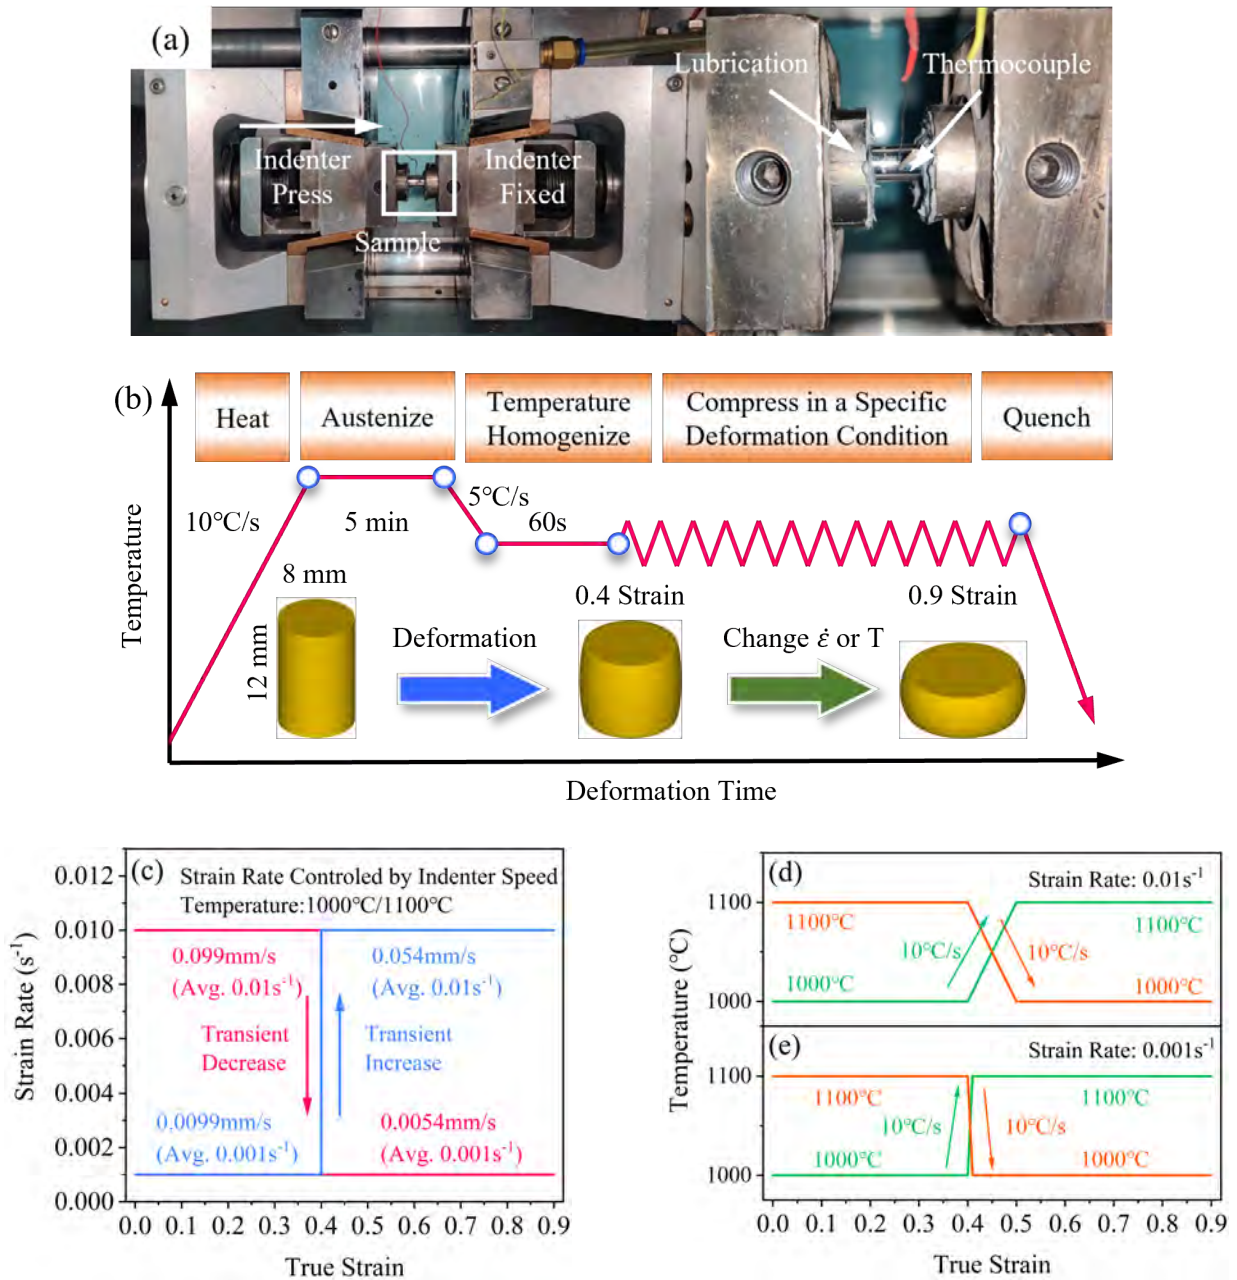 (a)
Lubrication
Thermocouple
Indenter
Press
Indenter
Fixed
Sample
(b)
Heat
Austenize
Temperature
Homogenize
Compress in a Specific
Deformation Condition
Quench
Temperature
10℃/s
5 min
5℃/s
60s
8 mm
12 mm
Deformation
0.4 Strain
Change ε̇ or T
0.9 Strain
Deformation Time
(c)
Strain Rate Controled by Indenter Speed
Temperature:1000℃/1100℃
Strain Rate (s⁻¹)
0.012
0.010
0.008
0.006
0.004
0.002
0.000
0.099mm/s
(Avg. 0.01s⁻¹)
0.054mm/s
(Avg. 0.01s⁻¹)
Transient
Decrease
Transient
Increase
0.0099mm/s
(Avg. 0.001s⁻¹)
0.0054mm/s
(Avg. 0.001s⁻¹)
0.0 0.1 0.2 0.3 0.4 0.5 0.6 0.7 0.8 0.9
True Strain
(d)
Strain Rate: 0.01s⁻¹
Temperature (℃)
1100
1000
1100℃
1100℃
10℃/s
10℃/s
1000℃
1000℃
(e)
Strain Rate: 0.001s⁻¹
1100
1000
1100℃
1100℃
10℃/s
10℃/s
1000℃
1000℃
0.0 0.1 0.2 0.3 0.4 0.5 0.6 0.7 0.8 0.9
True Strain